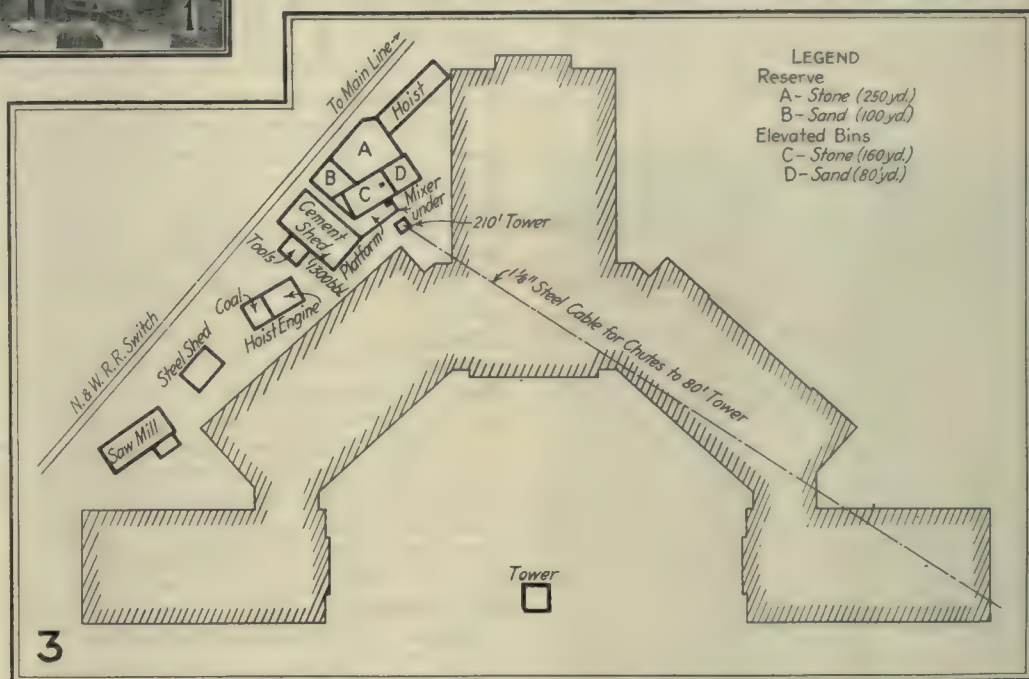 To Main Line
Hoist
A
B
C
D
Mixer under
Cement Shed
1300 bbl.
Platform
Tools
210' Tower
Coal
Hoist Engine
Steel Shed
N. & W. R. R. Switch
Saw Mill
1⅛" Steel Cable for Chutes to 80' Tower
Tower
LEGEND
Reserve
A- Stone (250 yd.)
B- Sand (100 yd.)
Elevated Bins
C- Stone (160 yd.)
D- Sand (80 yd.)
3
1